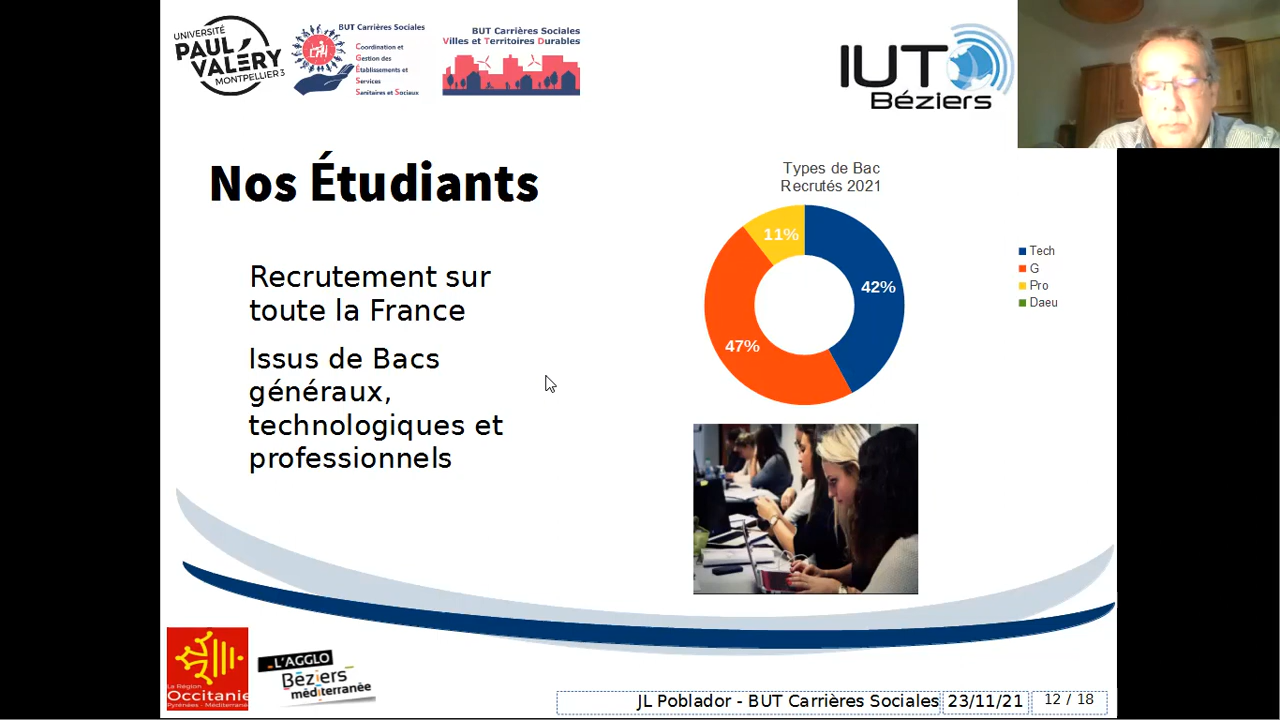 UNIVERSITÉ
PAUL
VALÉRY
MONTPELLIER 3
BUT Carrières Sociales
Coordination et
Gestion des
Établissements et
Services
Sanitaires et Sociaux
BUT Carrières Sociales
Villes et Territoires Durables
IUT
Béziers
Nos Étudiants
Recrutement sur
toute la France
Issus de Bacs
généraux,
technologiques et
professionnels
Types de Bac
Recrutés 2021
11%
42%
47%
Tech
G
Pro
Daeu
La Région
Occitanie
Pyrénées - Méditerranée
L'AGGLO
Béziers
méditerranée
JL Poblador - BUT Carrières Sociales 23/11/21 12 / 18